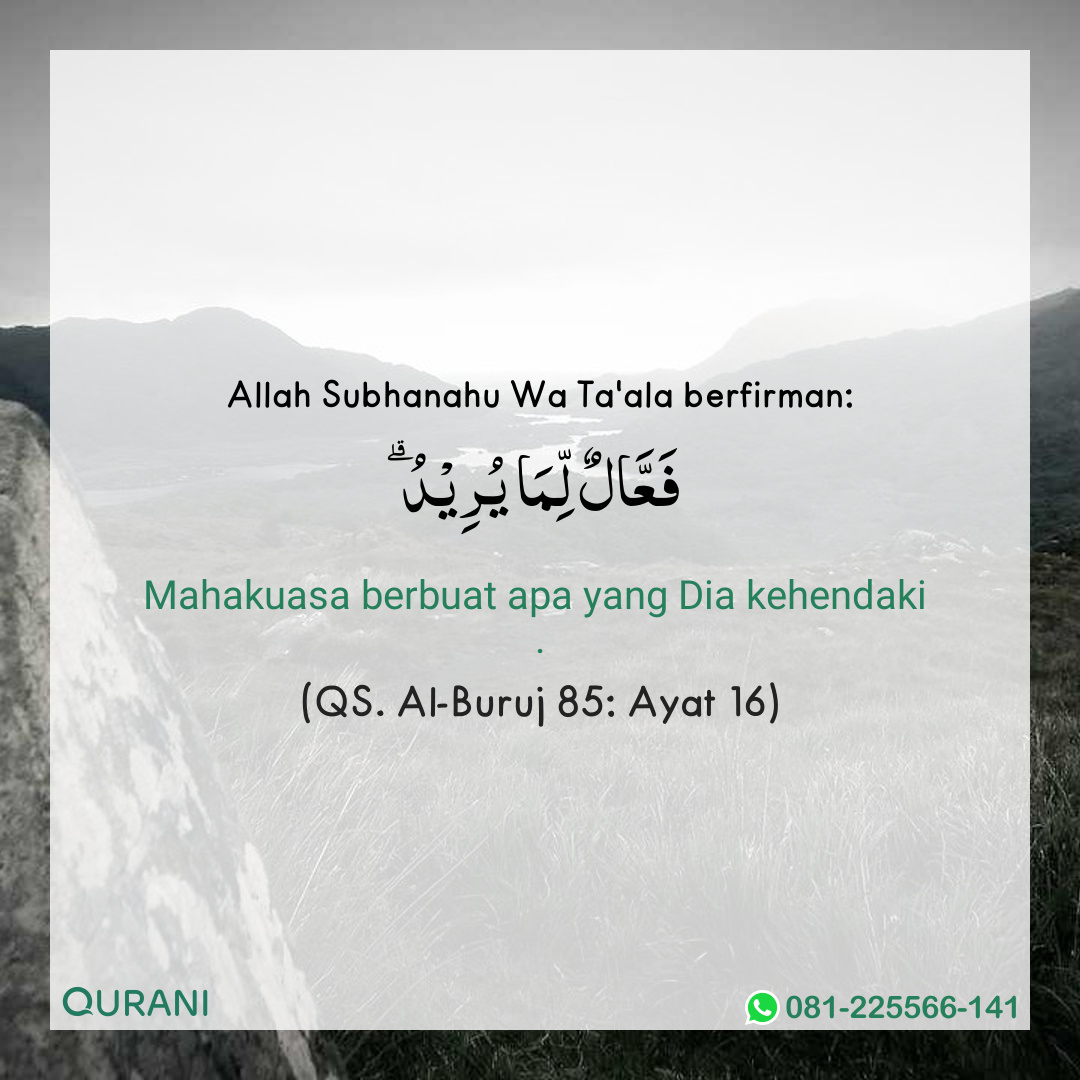 Allah Subhanahu Wa Ta'ala berfirman:
فَعَّالٌ لِّمَا يُرِيْدُۗ
Mahakuasa berbuat apa yang Dia kehendaki
.
(QS. Al-Buruj 85: Ayat 16)
QURANI
081-225566-141